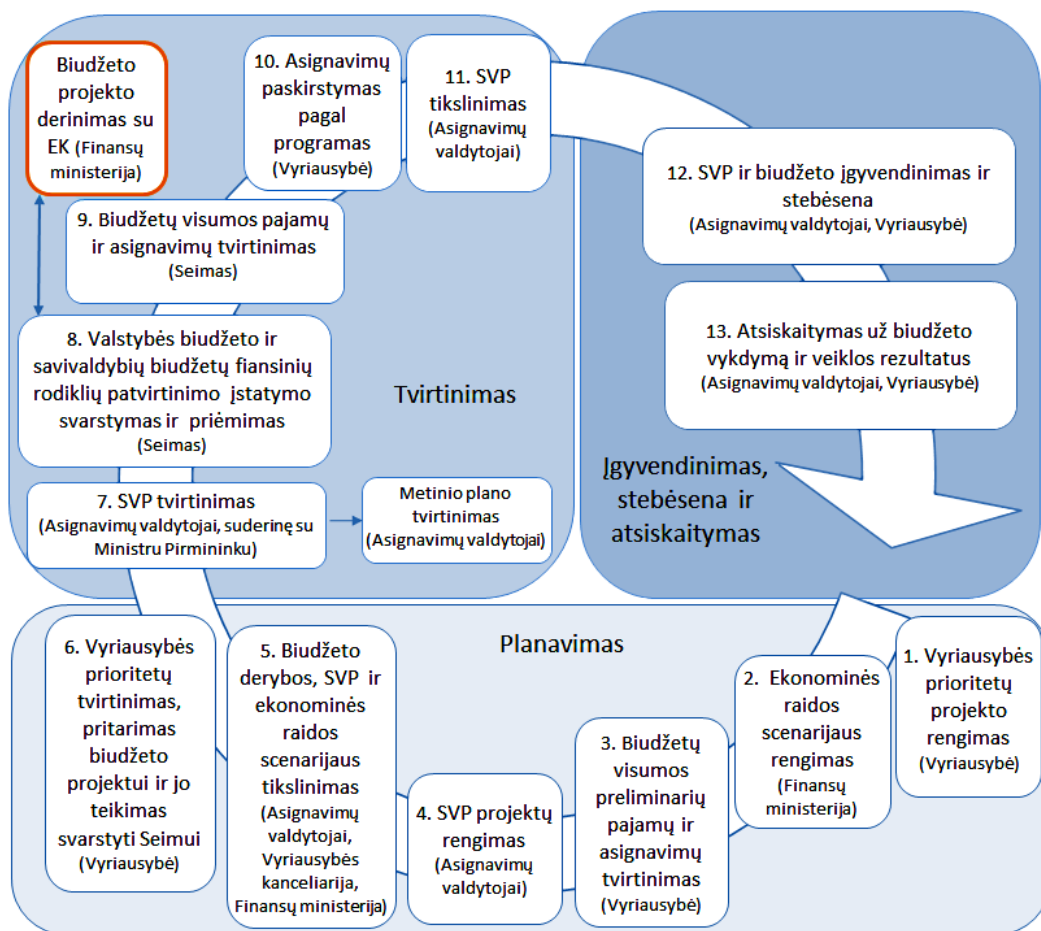 Biudžeto
projekto
derinimas su
EK (Finansų
ministerija)
10. Asignavimų
paskirstymas
pagal
programas
(Vyriausybė)
11. SVP
tikslinimas
(Asignavimų
valdytojai)
9. Biudžetų visumos pajamų
ir asignavimų tvirtinimas
(Seimas)
8. Valstybės biudžeto ir
savivaldybių biudžetų fiansinių
rodiklių patvirtinimo įstatymo
svarstymas ir priėmimas
(Seimas)
Tvirtinimas
7. SVP tvirtinimas
(Asignavimų valdytojai, suderinę su
Ministru Pirmininku)
Metinio plano
tvirtinimas
(Asignavimų valdytojai)
12. SVP ir biudžeto įgyvendinimas ir
stebėsena
(Asignavimų valdytojai, Vyriausybė)
13. Atsiskaitymas už biudžeto
vykdymą ir veiklos rezultatus
(Asignavimų valdytojai, Vyriausybė)
Įgyvendinimas,
stebėsena ir
atsiskaitymas
Planavimas
6. Vyriausybės
prioritetų
tvirtinimas,
pritarimas
biudžeto
projektui ir jo
teikimas
svarstyti Seimui
(Vyriausybė)
5. Biudžeto
derybos, SVP ir
ekonominės
raidos
scenarijaus
tikslinimas
(Asignavimų
valdytojai,
Vyriausybės
kanceliarija,
Finansų ministerija)
4. SVP projektų
rengimas
(Asignavimų
valdytojai)
3. Biudžetų
visumos
preliminarių
pajamų ir
asignavimų
tvirtinimas
(Vyriausybė)
2. Ekonominės
raidos
scenarijaus
rengimas
(Finansų
ministerija)
1. Vyriausybės
prioritetų
projekto
rengimas
(Vyriausybė)